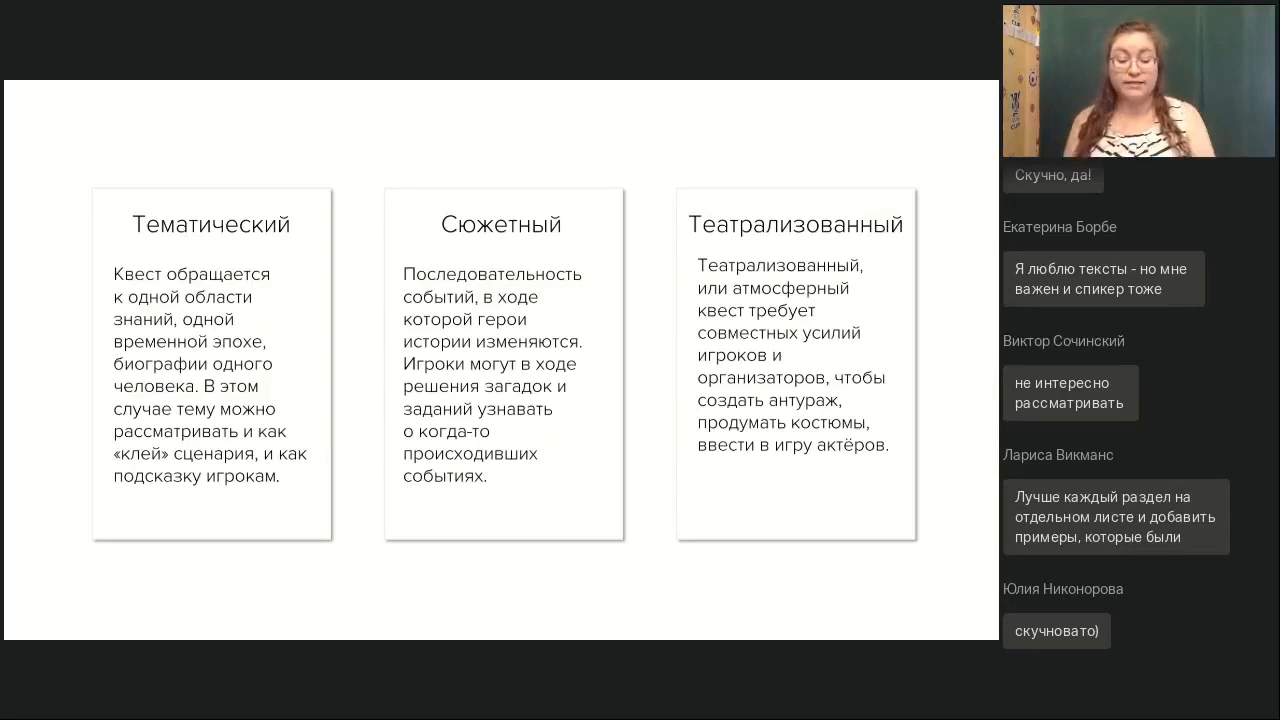 Тематический
Квест обращается
к одной области
знаний, одной
временной эпохе,
биографии одного
человека. В этом
случае тему можно
рассматривать и как
«клей» сценария, и как
подсказку игрокам.
Сюжетный
Последовательность
событий, в ходе
которой герои
истории изменяются.
Игроки могут в ходе
решения загадок и
заданий узнавать
о когда-то
происходивших
событиях.
Театрализованный
Театрализованный,
или атмосферный
квест требует
совместных усилий
игроков и
организаторов, чтобы
создать антураж,
продумать костюмы,
ввести в игру актёров.
Скучно, да!
Екатерина Борбе
Я люблю тексты - но мне
важен и спикер тоже
Виктор Сочинский
не интересно
рассматривать
Лариса Викманс
Лучше каждый раздел на
отдельном листе и добавить
примеры, которые были
Юлия Никонорова
скучновато)